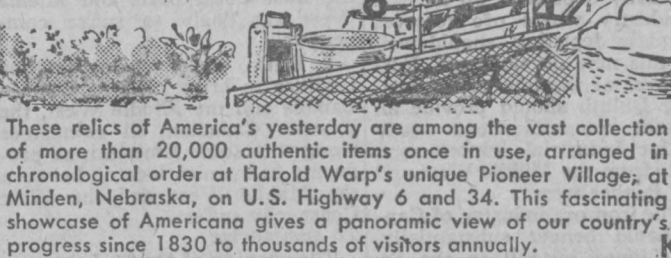 These relics of America's yesterday are among the vast collection
of more than 20,000 authentic items once in use, arranged in
chronological order at Harold Warp's unique Pioneer Village; at
Minden, Nebraska, on U.S. Highway 6 and 34. This fascinating
showcase of Americana gives a panoramic view of our country's
progress since 1830 to thousands of visitors annually.